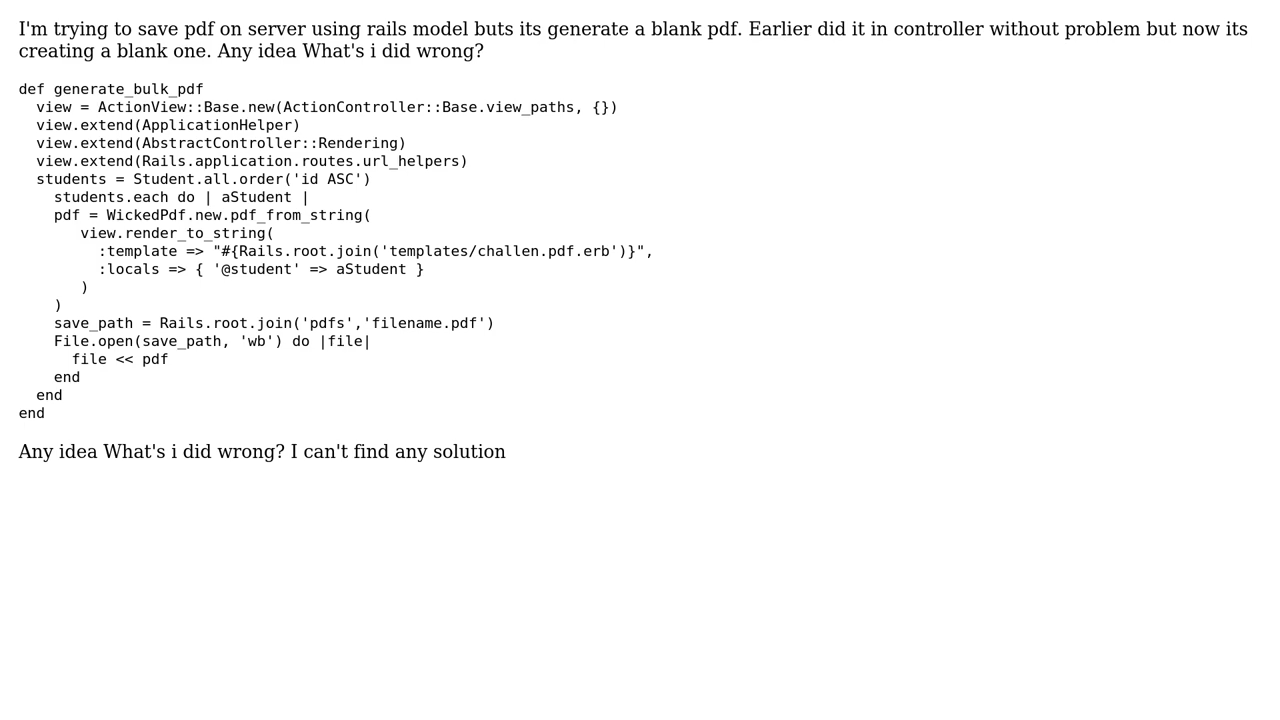 I'm trying to save pdf on server using rails model buts its generate a blank pdf. Earlier did it in controller without problem but now its
creating a blank one. Any idea What's i did wrong?
def generate_bulk_pdf
  view = ActionView::Base.new(ActionController::Base.view_paths, {})
  view.extend(ApplicationHelper)
  view.extend(AbstractController::Rendering)
  view.extend(Rails.application.routes.url_helpers)
  students = Student.all.order('id ASC')
    students.each do | aStudent |
    pdf = WickedPdf.new.pdf_from_string(
       view.render_to_string(
         :template => "#{Rails.root.join('templates/challen.pdf.erb')}",
         :locals => { '@student' => aStudent }
       )
    )
    save_path = Rails.root.join('pdfs','filename.pdf')
    File.open(save_path, 'wb') do |file|
      file << pdf
    end
  end
end
Any idea What's i did wrong? I can't find any solution